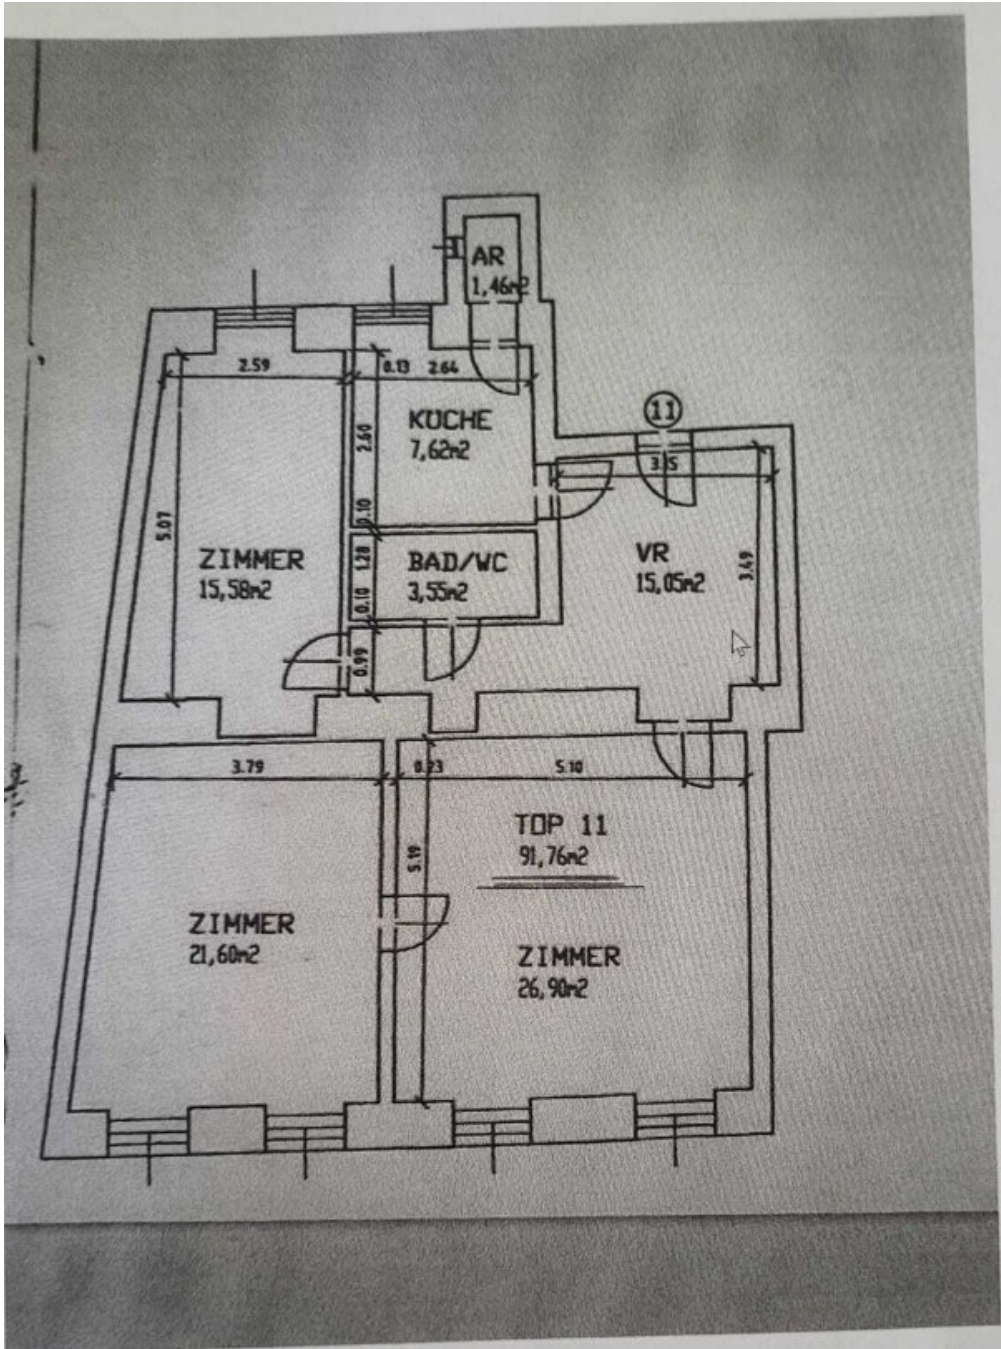 AR
1,46m2
2.59
0.13
2.64
KÜCHE
7,62m2
2.60
0.10
11
3.15
5.07
ZIMMER
15,58m2
1.28
BAD/WC
3,55m2
0.10
VR
15,05m2
3.49
0.99
3.79
0.23
5.10
TOP 11
91,76m2
5.19
ZIMMER
21,60m2
ZIMMER
26,90m2